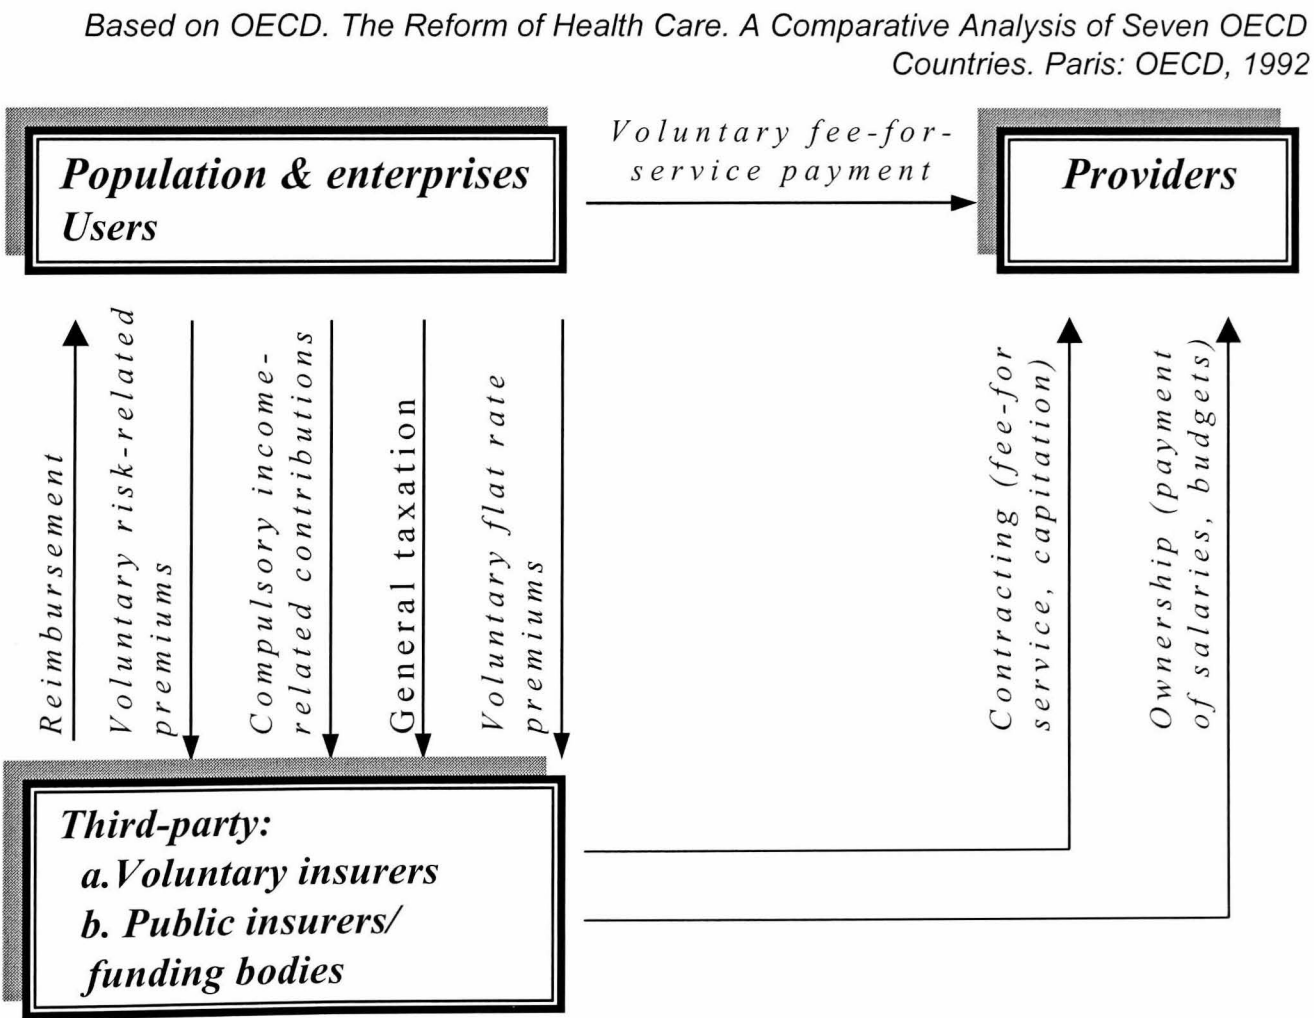 Based on OECD. The Reform of Health Care. A Comparative Analysis of Seven OECD
Countries. Paris: OECD, 1992
Population & enterprises
Users
Voluntary fee-for-
service payment
Providers
Reimbursement
Voluntary risk-related
premiums
Compulsory income-
related contributions
General taxation
Voluntary flat rate
premiums
Contracting (fee-for
service, capitation)
Ownership (payment
of salaries, budgets)
Third-party:
a.Voluntary insurers
b. Public insurers/
funding bodies